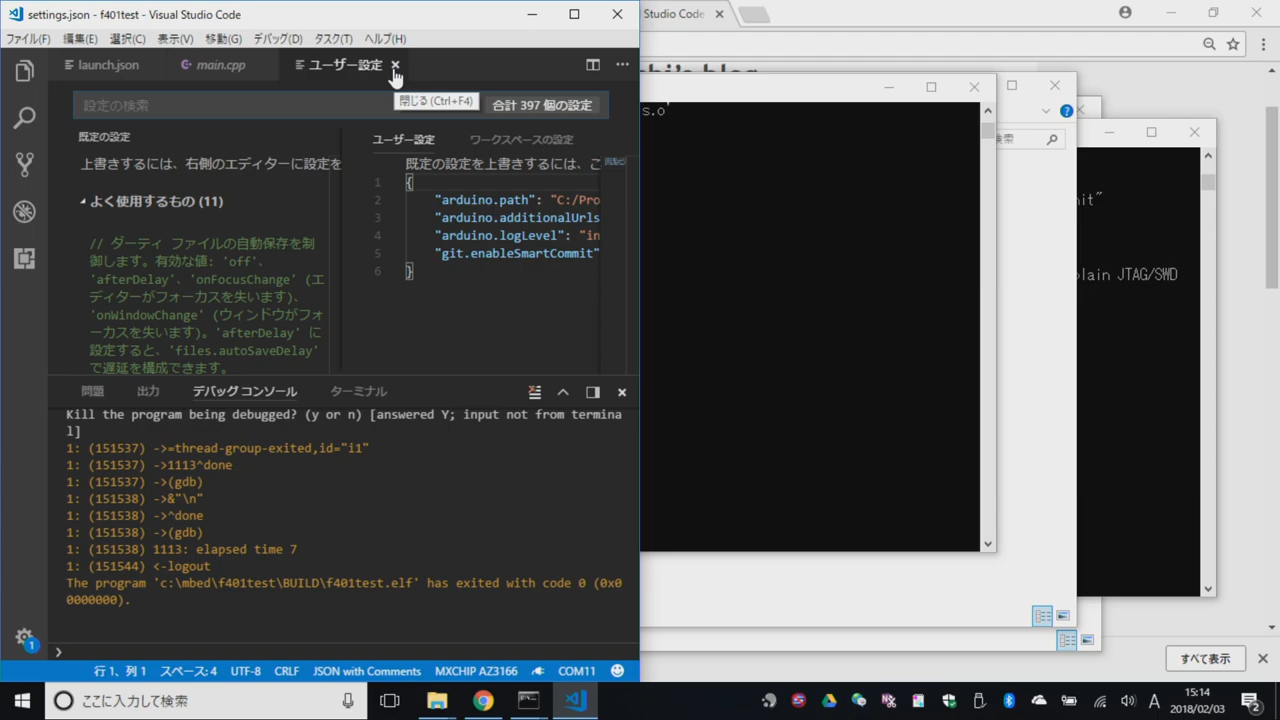 settings.json - f401test - Visual Studio Code
ファイル(F) 編集(E) 選択(C) 表示(V) 移動(G) デバッグ(D) タスク(T) ヘルプ(H)
launch.json main.cpp ユーザー設定
設定の検索
閉じる (Ctrl+F4)
合計 397 個の設定
既定の設定
上書きするには、右側のエディターに設定を
よく使用するもの (11)
// ダーティ ファイルの自動保存を制
御します。有効な値: 'off'、
'afterDelay'、'onFocusChange' (エ
ディターがフォーカスを失います)、
'onWindowChange' (ウィンドウがフォ
ーカスを失います)。'afterDelay' に
設定すると、'files.autoSaveDelay'
で遅延を構成できます。
ユーザー設定 ワークスペースの設定
既定の設定を上書きするには、こ
1 {
2 "arduino.path": "C:/Pro
3 "arduino.additionalUrls
4 "arduino.logLevel": "in
5 "git.enableSmartCommit"
6 }
問題 出力 デバッグ コンソール ターミナル
Kill the program being debugged? (y or n) [answered Y; input not from termina
l]
1: (151537) ->=thread-group-exited,id="i1"
1: (151537) ->1113^done
1: (151537) ->(gdb)
1: (151538) ->&"\n"
1: (151538) ->^done
1: (151538) ->(gdb)
1: (151538) 1113: elapsed time 7
1: (151544) <-logout
The program 'c:\mbed\f401test\BUILD\f401test.elf' has exited with code 0 (0x0
0000000).
行 1、列 1 スペース: 4 UTF-8 CRLF JSON with Comments MXCHIP AZ3166 COM11
Studio Code
s.o'
検索
nit"
plain JTAG/SWD
すべて表示
1
ここに入力して検索
A
15:14
2018/02/03
2